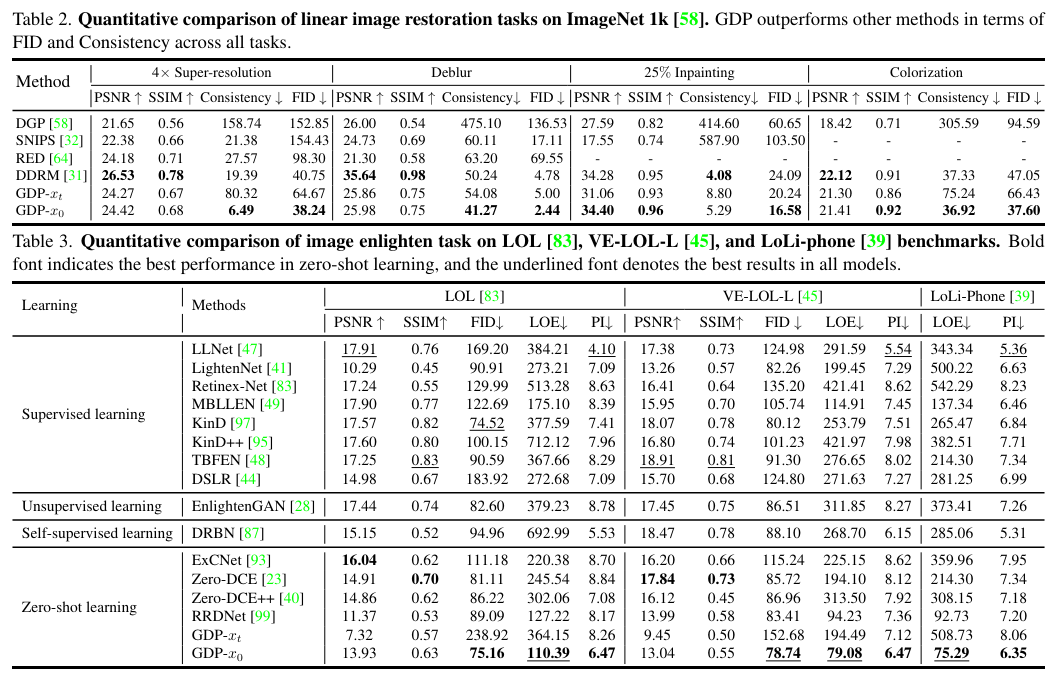 Table 2. Quantitative comparison of linear image restoration tasks on ImageNet 1k [58]. GDP outperforms other methods in terms of
FID and Consistency across all tasks.
Method 4× Super-resolution Deblur 25% Inpainting Colorization
PSNR ↑ SSIM ↑ Consistency ↓ FID ↓ PSNR ↑ SSIM ↑ Consistency↓ FID ↓ PSNR ↑ SSIM ↑ Consistency ↓ FID ↓ PSNR ↑ SSIM ↑ Consistency ↓ FID ↓
DGP [58] 21.65 0.56 158.74 152.85 26.00 0.54 475.10 136.53 27.59 0.82 414.60 60.65 18.42 0.71 305.59 94.59
SNIPS [32] 22.38 0.66 21.38 154.43 24.73 0.69 60.11 17.11 17.55 0.74 587.90 103.50 - - - -
RED [64] 24.18 0.71 27.57 98.30 21.30 0.58 63.20 69.55 - - - - - - - -
DDRM [31] 26.53 0.78 19.39 40.75 35.64 0.98 50.24 4.78 34.28 0.95 4.08 24.09 22.12 0.91 37.33 47.05
GDP-xt 24.27 0.67 80.32 64.67 25.86 0.75 54.08 5.00 31.06 0.93 8.80 20.24 21.30 0.86 75.24 66.43
GDP-x0 24.42 0.68 6.49 38.24 25.98 0.75 41.27 2.44 34.40 0.96 5.29 16.58 21.41 0.92 36.92 37.60
Table 3. Quantitative comparison of image enlighten task on LOL [83], VE-LOL-L [45], and LoLi-phone [39] benchmarks. Bold
font indicates the best performance in zero-shot learning, and the underlined font denotes the best results in all models.
Learning Methods LOL [83] VE-LOL-L [45] LoLi-Phone [39]
PSNR ↑ SSIM↑ FID↓ LOE↓ PI↓ PSNR↑ SSIM↑ FID ↓ LOE↓ PI↓ LOE↓ PI↓
LLNet [47] 17.91 0.76 169.20 384.21 4.10 17.38 0.73 124.98 291.59 5.54 343.34 5.36
LightenNet [41] 10.29 0.45 90.91 273.21 7.09 13.26 0.57 82.26 199.45 7.29 500.22 6.63
Retinex-Net [83] 17.24 0.55 129.99 513.28 8.63 16.41 0.64 135.20 421.41 8.62 542.29 8.23
MBLLEN [49] 17.90 0.77 122.69 175.10 8.39 15.95 0.70 105.74 114.91 7.45 137.34 6.46
Supervised learning
KinD [97] 17.57 0.82 74.52 377.59 7.41 18.07 0.78 80.12 253.79 7.51 265.47 6.84
KinD++ [95] 17.60 0.80 100.15 712.12 7.96 16.80 0.74 101.23 421.97 7.98 382.51 7.71
TBFEN [48] 17.25 0.83 90.59 367.66 8.29 18.91 0.81 91.30 276.65 8.02 214.30 7.34
DSLR [44] 14.98 0.67 183.92 272.68 7.09 15.70 0.68 124.80 271.63 7.27 281.25 6.99
Unsupervised learning EnlightenGAN [28] 17.44 0.74 82.60 379.23 8.78 17.45 0.75 86.51 311.85 8.27 373.41 7.26
Self-supervised learning DRBN [87] 15.15 0.52 94.96 692.99 5.53 18.47 0.78 88.10 268.70 6.15 285.06 5.31
ExCNet [93] 16.04 0.62 111.18 220.38 8.70 16.20 0.66 115.24 225.15 8.62 359.96 7.95
Zero-DCE [23] 14.91 0.70 81.11 245.54 8.84 17.84 0.73 85.72 194.10 8.12 214.30 7.34
Zero-DCE++ [40] 14.86 0.62 86.22 302.06 7.08 16.12 0.45 86.96 313.50 7.92 308.15 7.18
Zero-shot learning
RRDNet [99] 11.37 0.53 89.09 127.22 8.17 13.99 0.58 83.41 94.23 7.36 92.73 7.20
GDP-xt 7.32 0.57 238.92 364.15 8.26 9.45 0.50 152.68 194.49 7.12 508.73 8.06
GDP-x0 13.93 0.63 75.16 110.39 6.47 13.04 0.55 78.74 79.08 6.47 75.29 6.35